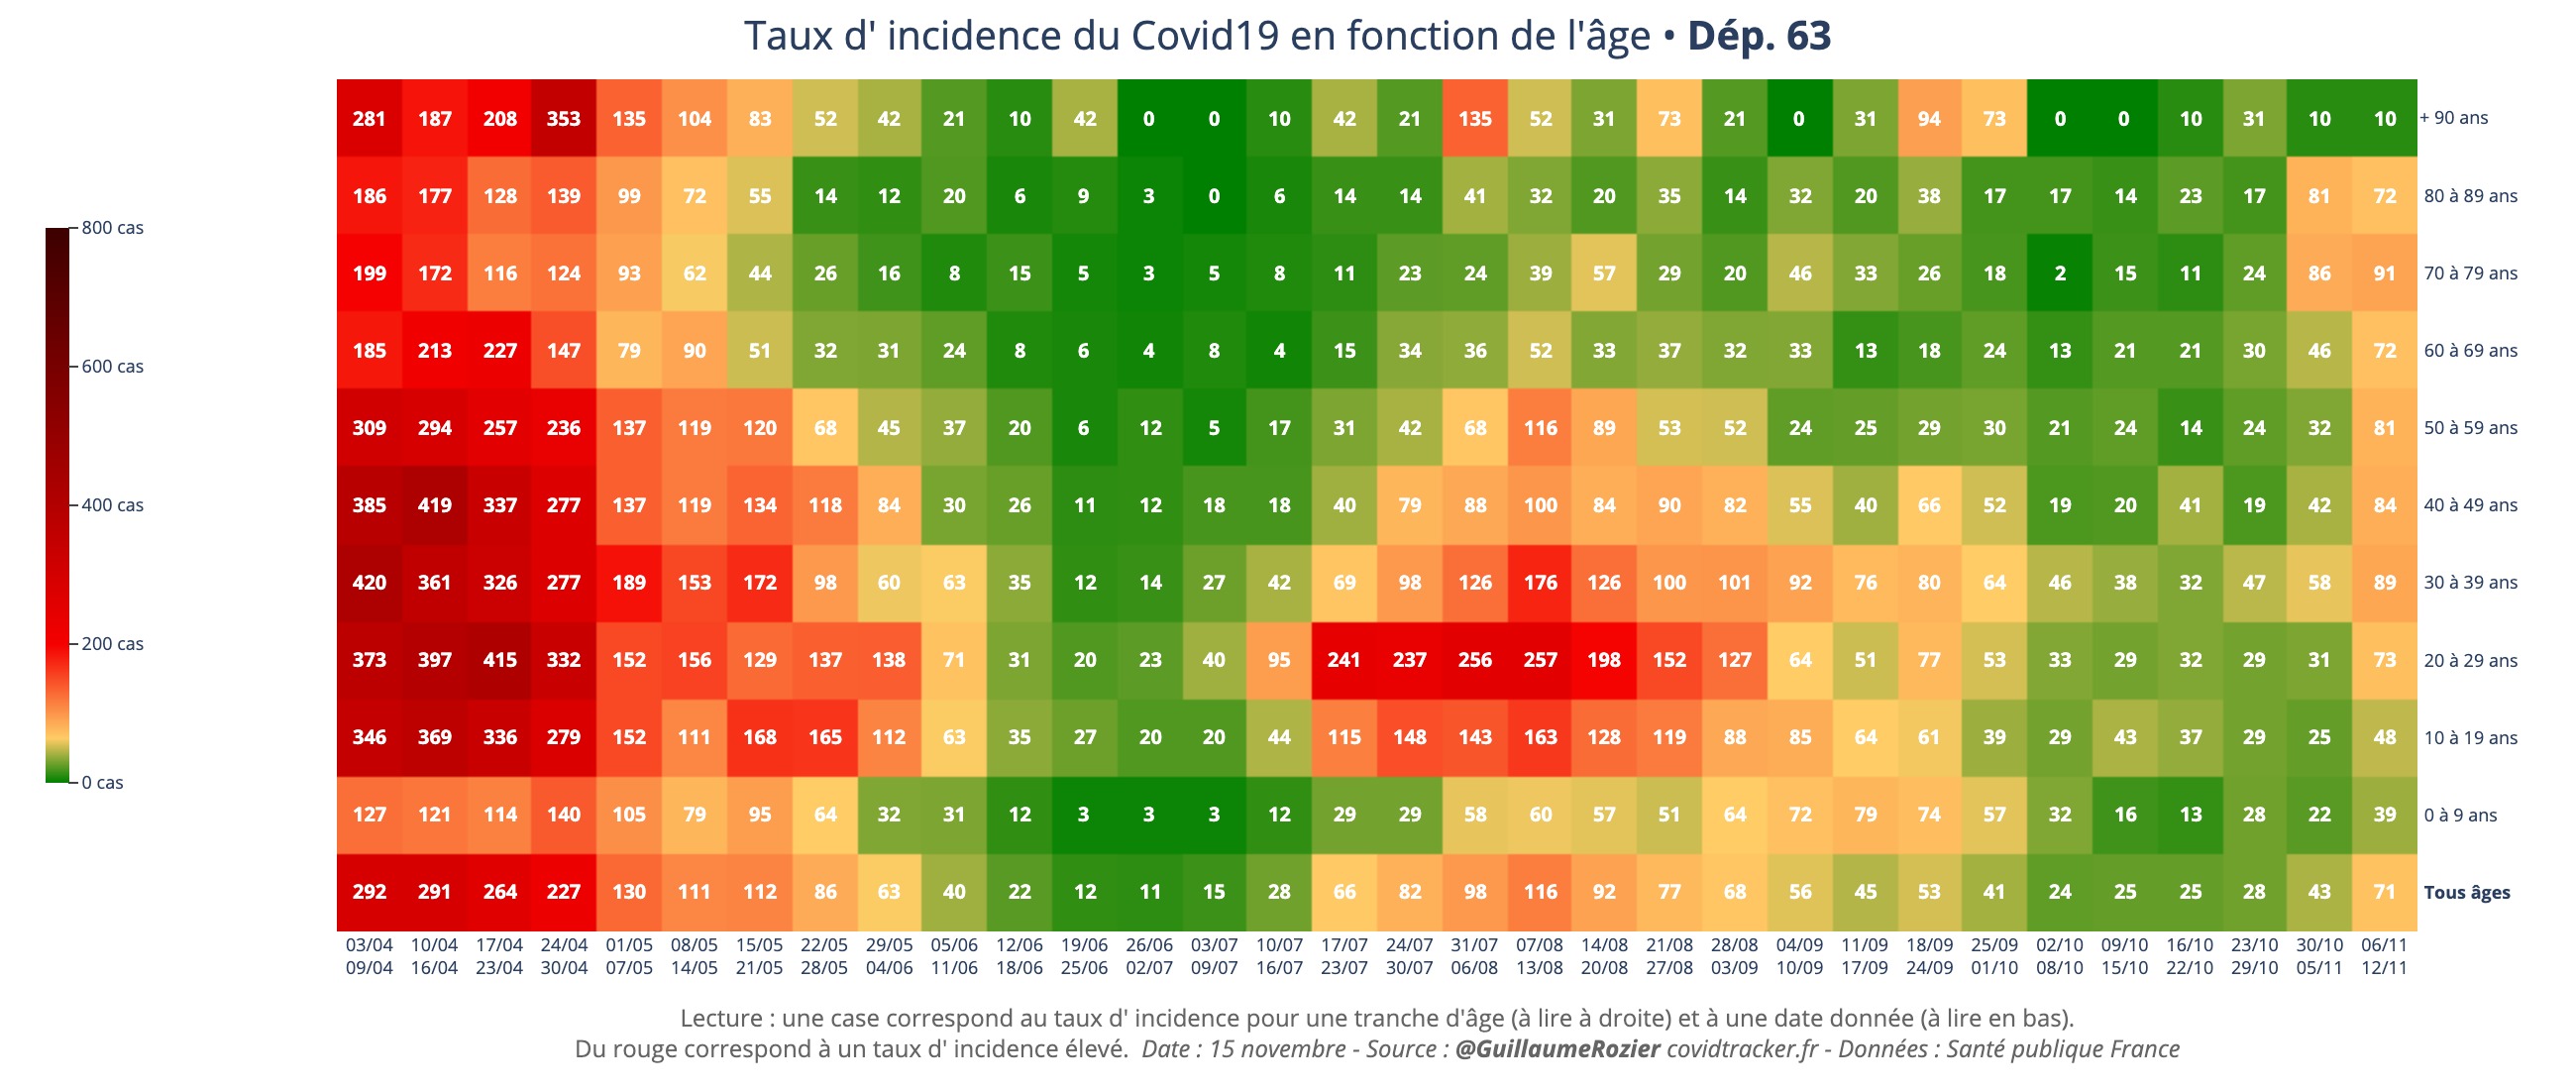 Taux d' incidence du Covid19 en fonction de l'âge • Dép. 63
800 cas
600 cas
400 cas
200 cas
0 cas
281 187 208 353 135 104 83 52 42 21 10 42 0 0 10 42 21 135 52 31 73 21 0 31 94 73 0 0 10 31 10 10 + 90 ans
186 177 128 139 99 72 55 14 12 20 6 9 3 0 6 14 14 41 32 20 35 14 32 20 38 17 17 14 23 17 81 72 80 à 89 ans
199 172 116 124 93 62 44 26 16 8 15 5 3 5 8 11 23 24 39 57 29 20 46 33 26 18 2 15 11 24 86 91 70 à 79 ans
185 213 227 147 79 90 51 32 31 24 8 6 4 8 4 15 34 36 52 33 37 32 33 13 18 24 13 21 21 30 46 72 60 à 69 ans
309 294 257 236 137 119 120 68 45 37 20 6 12 5 17 31 42 68 116 89 53 52 24 25 29 30 21 24 14 24 32 81 50 à 59 ans
385 419 337 277 137 119 134 118 84 30 26 11 12 18 18 40 79 88 100 84 90 82 55 40 66 52 19 20 41 19 42 84 40 à 49 ans
420 361 326 277 189 153 172 98 60 63 35 12 14 27 42 69 98 126 176 126 100 101 92 76 80 64 46 38 32 47 58 89 30 à 39 ans
373 397 415 332 152 156 129 137 138 71 31 20 23 40 95 241 237 256 257 198 152 127 64 51 77 53 33 29 32 29 31 73 20 à 29 ans
346 369 336 279 152 111 168 165 112 63 35 27 20 20 44 115 148 143 163 128 119 88 85 64 61 39 29 43 37 29 25 48 10 à 19 ans
127 121 114 140 105 79 95 64 32 31 12 3 3 3 12 29 29 58 60 57 51 64 72 79 74 57 32 16 13 28 22 39 0 à 9 ans
292 291 264 227 130 111 112 86 63 40 22 12 11 15 28 66 82 98 116 92 77 68 56 45 53 41 24 25 25 28 43 71 Tous âges
03/04 10/04 17/04 24/04 01/05 08/05 15/05 22/05 29/05 05/06 12/06 19/06 26/06 03/07 10/07 17/07 24/07 31/07 07/08 14/08 21/08 28/08 04/09 11/09 18/09 25/09 02/10 09/10 16/10 23/10 30/10 06/11
09/04 16/04 23/04 30/04 07/05 14/05 21/05 28/05 04/06 11/06 18/06 25/06 02/07 09/07 16/07 23/07 30/07 06/08 13/08 20/08 27/08 03/09 10/09 17/09 24/09 01/10 08/10 15/10 22/10 29/10 05/11 12/11
Lecture : une case correspond au taux d' incidence pour une tranche d'âge (à lire à droite) et à une date donnée (à lire en bas).
Du rouge correspond à un taux d' incidence élevé. Date : 15 novembre - Source : @GuillaumeRozier covidtracker.fr - Données : Santé publique France